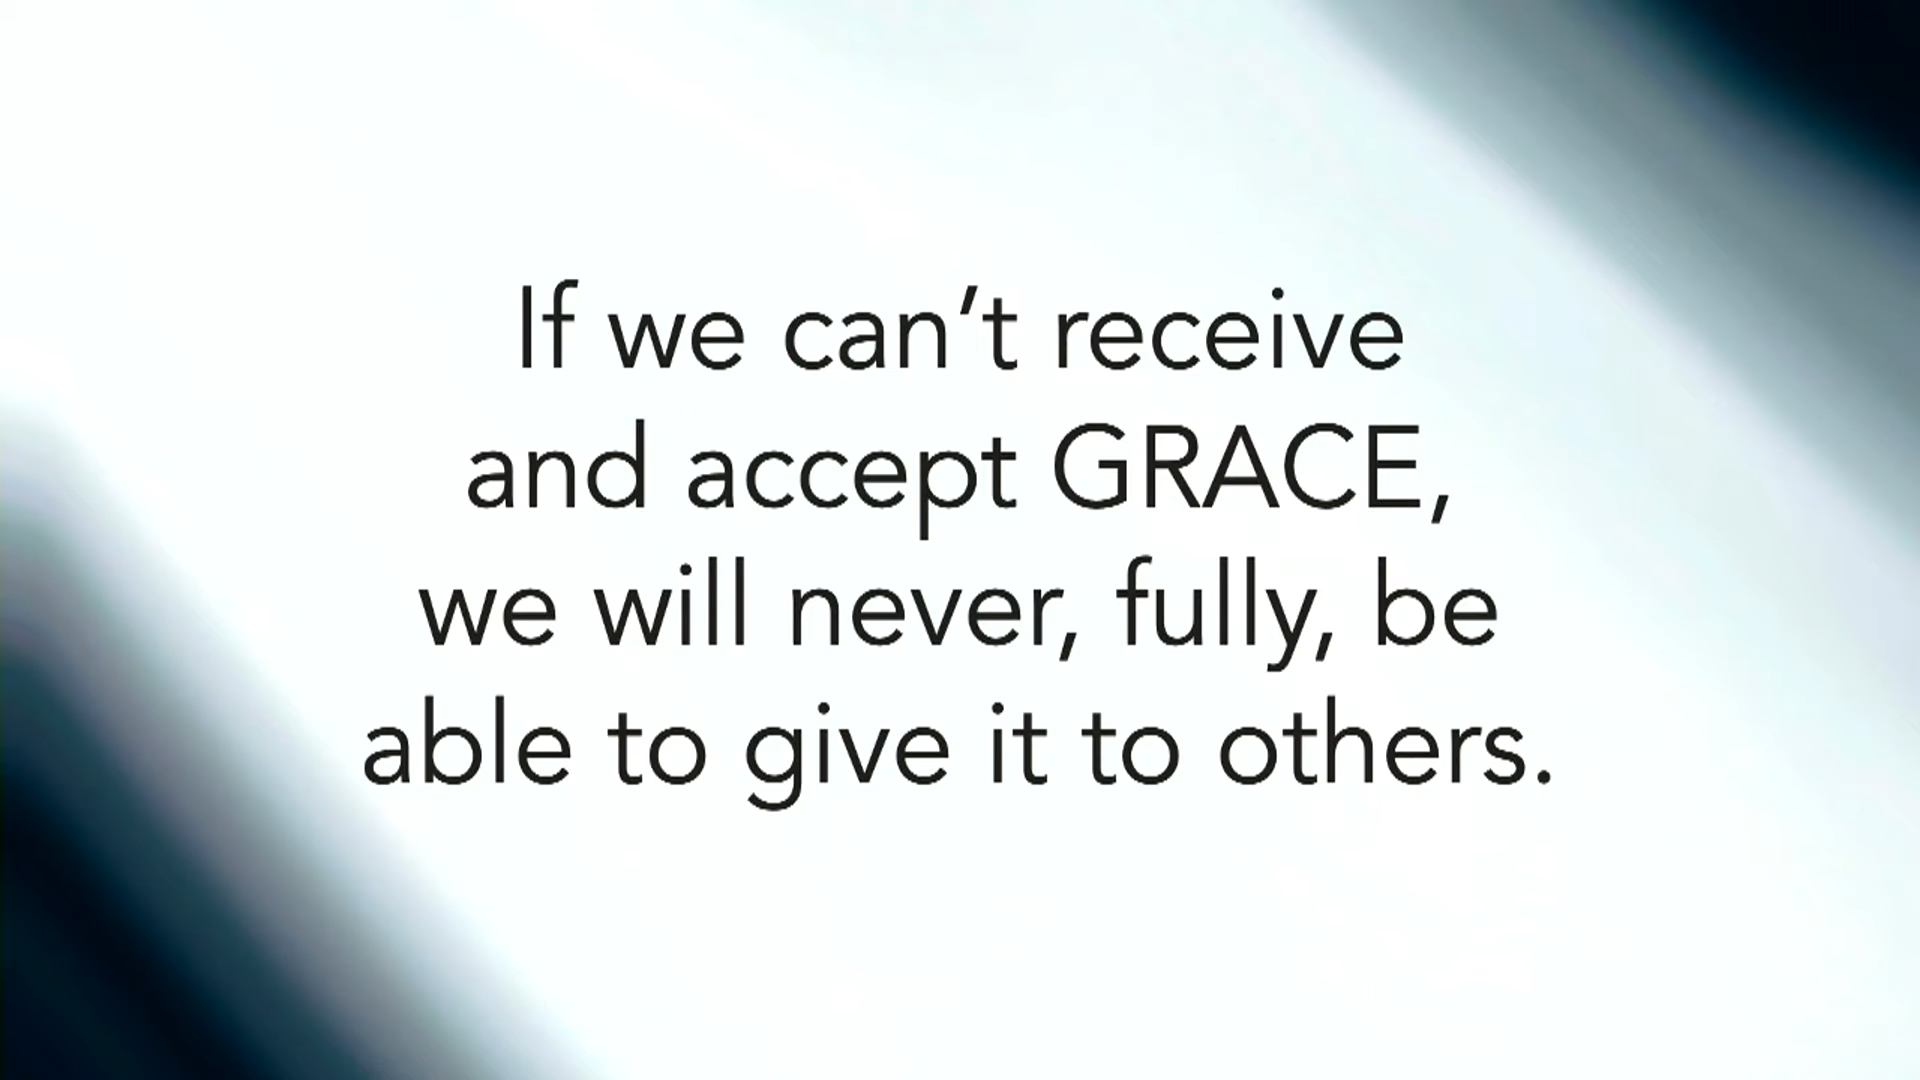 If we can’t receive
and accept GRACE,
we will never, fully, be
able to give it to others.